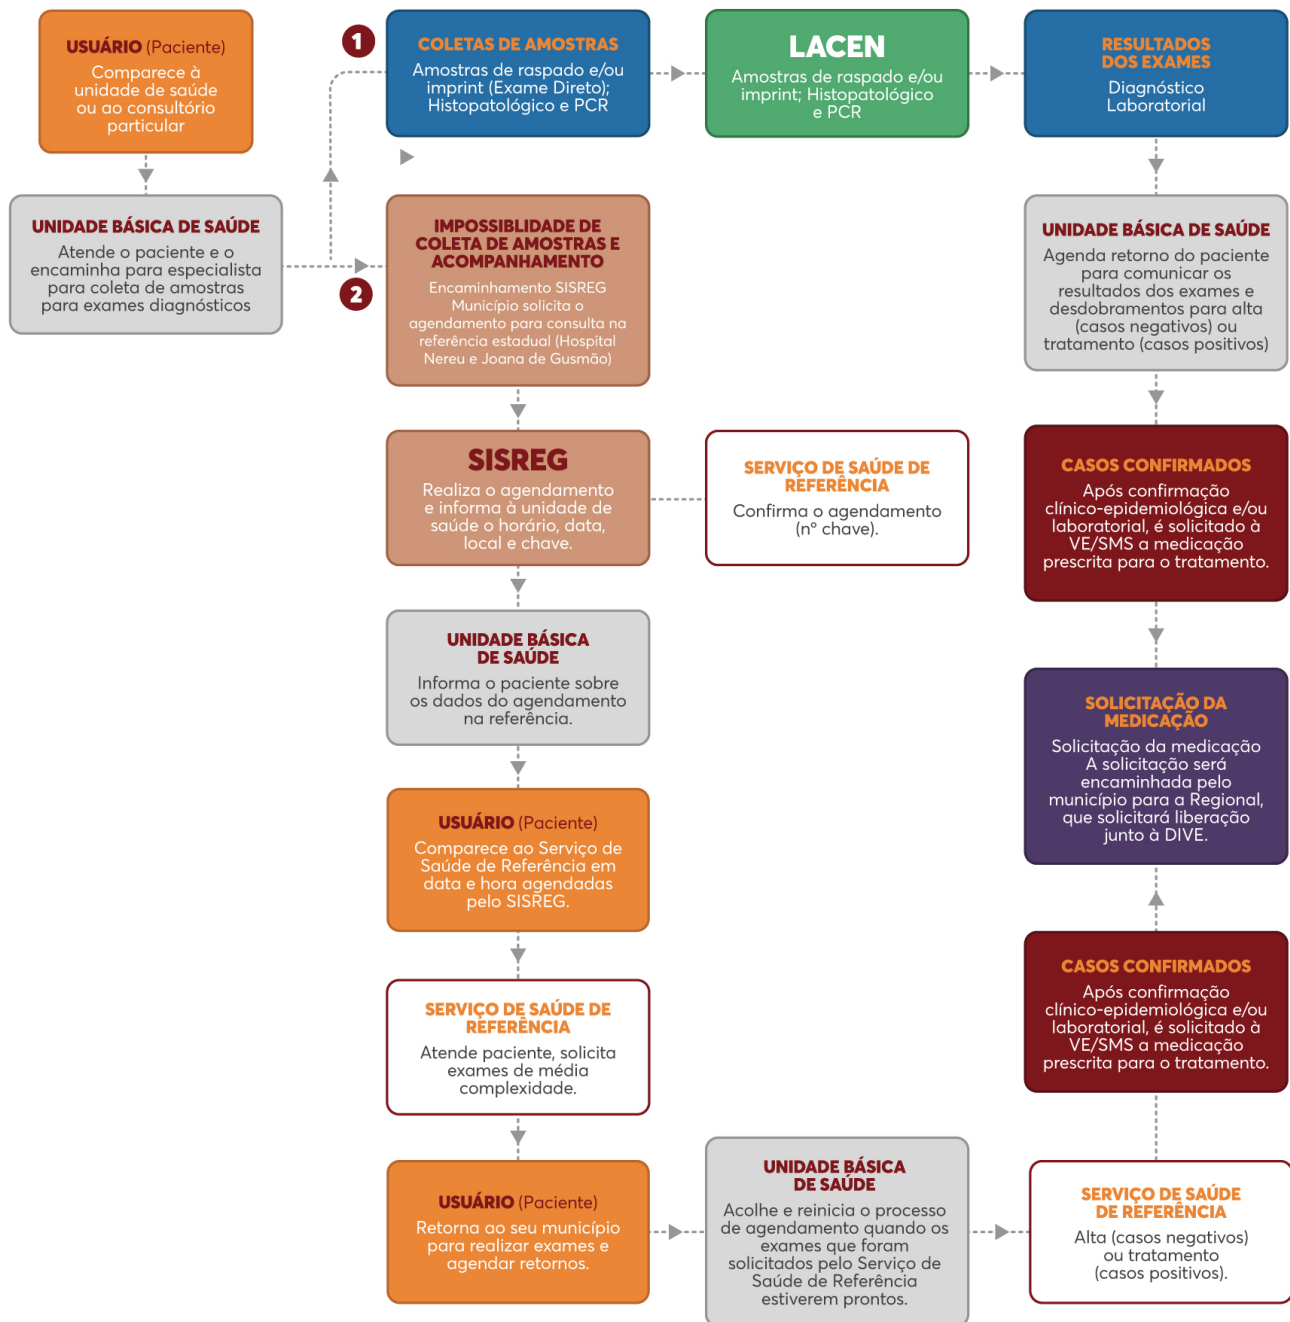 USUÁRIO (Paciente)
Comparece à
unidade de saúde
ou ao consultório
particular
UNIDADE BÁSICA DE SAÚDE
Atende o paciente e o
encaminha para especialista
para coleta de amostras
para exames diagnósticos
1
COLETAS DE AMOSTRAS
Amostras de raspado e/ou
imprint (Exame Direto);
Histopatológico e PCR
LACEN
Amostras de raspado e/ou
imprint; Histopatológico
e PCR
RESULTADOS
DOS EXAMES
Diagnóstico
Laboratorial
UNIDADE BÁSICA DE SAÚDE
Agenda retorno do paciente
para comunicar os
resultados dos exames e
desdobramentos para alta
(casos negativos) ou
tratamento (casos positivos)
CASOS CONFIRMADOS
Após confirmação
clínico-epidemiológica e/ou
laboratorial, é solicitado à
VE/SMS a medicação
prescrita para o tratamento.
2
IMPOSSIBLIDADE DE
COLETA DE AMOSTRAS E
ACOMPANHAMENTO
Encaminhamento SISREG
Município solicita o
agendamento para consulta na
referência estadual (Hospital
Nereu e Joana de Gusmão)
SISREG
Realiza o agendamento
e informa à unidade de
saúde o horário, data,
local e chave.
SERVIÇO DE SAÚDE DE
REFERÊNCIA
Confirma o agendamento
(nº chave).
UNIDADE BÁSICA
DE SAÚDE
Informa o paciente sobre
os dados do agendamento
na referência.
USUÁRIO (Paciente)
Comparece ao Serviço de
Saúde de Referência em
data e hora agendadas
pelo SISREG.
SERVIÇO DE SAÚDE DE
REFERÊNCIA
Atende paciente, solicita
exames de média
complexidade.
USUÁRIO (Paciente)
Retorna ao seu município
para realizar exames e
agendar retornos.
UNIDADE BÁSICA
DE SAÚDE
Acolhe e reinicia o processo
de agendamento quando os
exames que foram
solicitados pelo Serviço de
Saúde de Referência
estiverem prontos.
SERVIÇO DE SAÚDE
DE REFERÊNCIA
Alta (casos negativos)
ou tratamento
(casos positivos).
CASOS CONFIRMADOS
Após confirmação
clínico-epidemiológica e/ou
laboratorial, é solicitado à
VE/SMS a medicação
prescrita para o tratamento.
SOLICITAÇÃO DA
MEDICAÇÃO
Solicitação da medicação
A solicitação será
encaminhada pelo
município para a Regional,
que solicitará liberação
junto à DIVE.